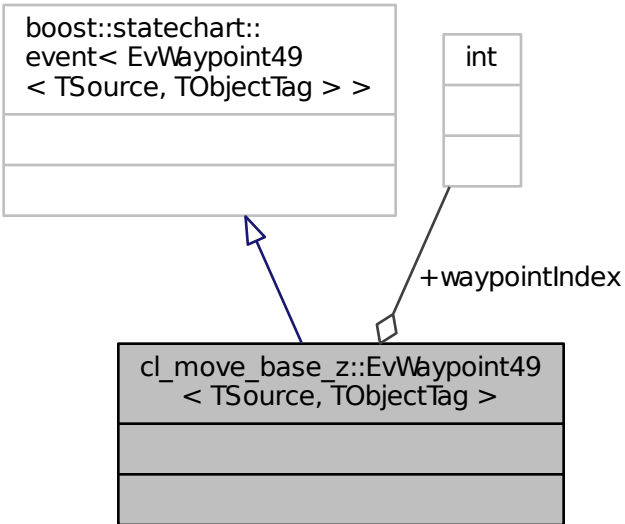 boost::statechart::
event< EvWaypoint49
< TSource, TObjectTag > >
int
+waypointIndex
cl_move_base_z::EvWaypoint49
< TSource, TObjectTag >